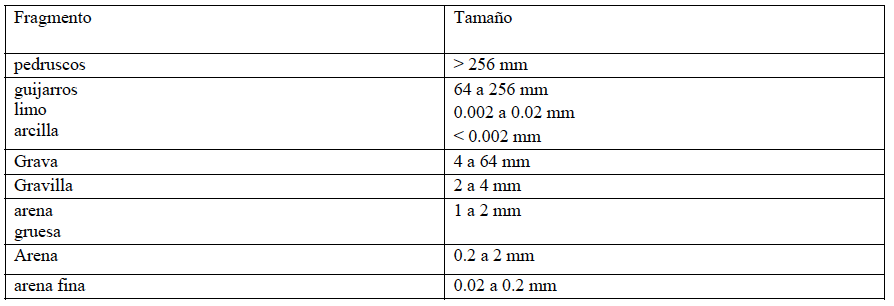 Fragmento Tamaño
pedruscos > 256 mm
guijarros 64 a 256 mm
limo 0.002 a 0.02 mm
arcilla < 0.002 mm
Grava 4 a 64 mm
Gravilla 2 a 4 mm
arena 1 a 2 mm
gruesa
Arena 0.2 a 2 mm
arena fina 0.02 a 0.2 mm